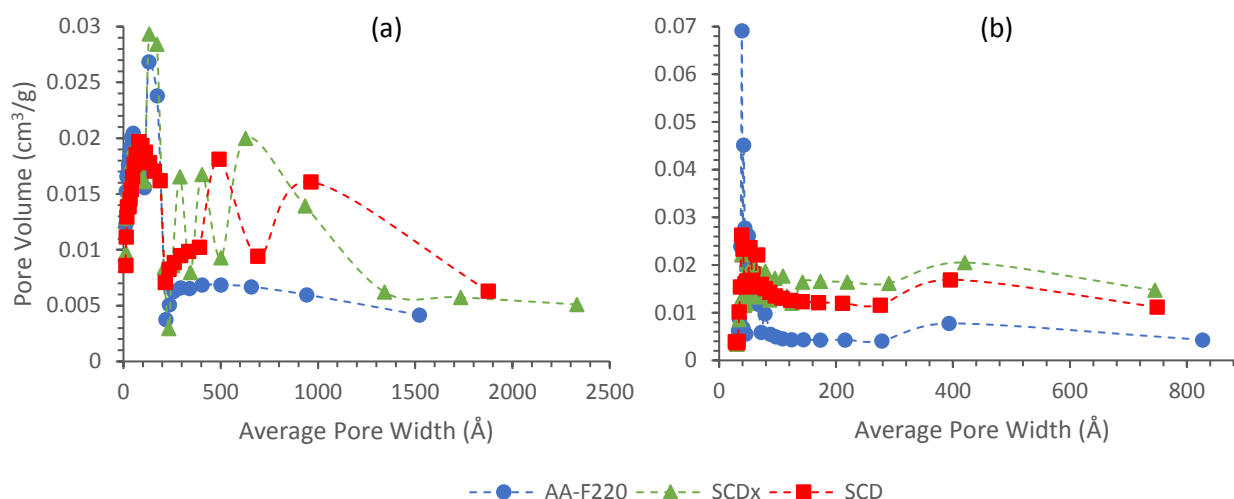 (a)
Pore Volume (cm³/g)
0.03
0.025
0.02
0.015
0.01
0.005
0
0 500 1000 1500 2000 2500
Average Pore Width (Å)
(b)
0.07
0.06
0.05
0.04
0.03
0.02
0.01
0
0 200 400 600 800
Average Pore Width (Å)
AA-F220 SCDx SCD